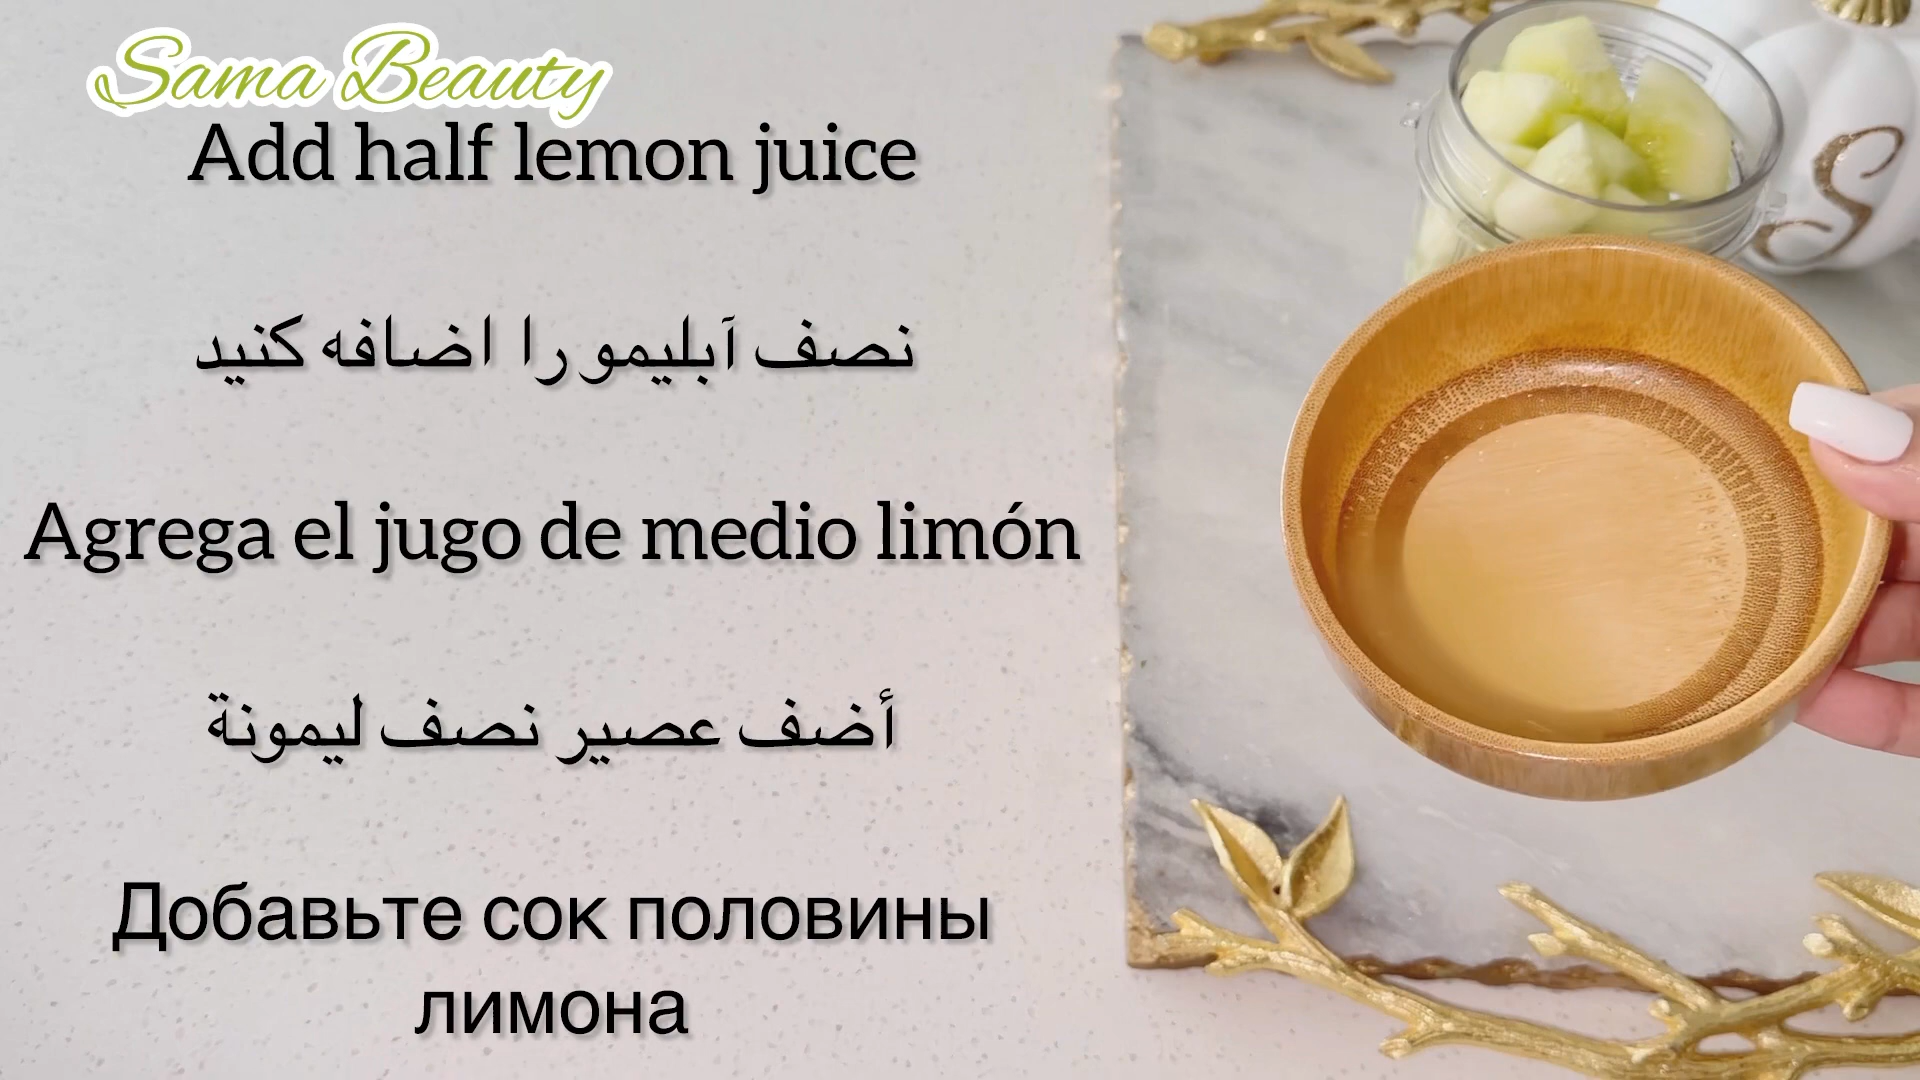 Sama Beauty
Add half lemon juice
نصف آبلیمو را اضافه کنید
Agrega el jugo de medio limón
أضف عصير نصف ليمونة
Добавьте сок половины
лимона
S